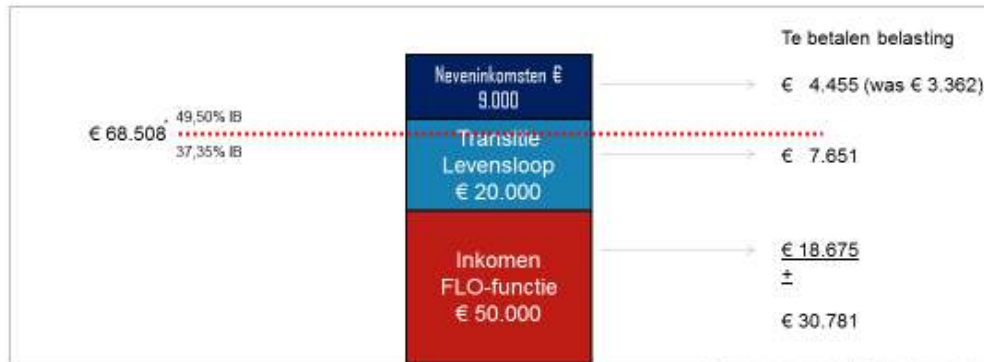 Te betalen belasting
Neveninkomsten €
9.000
€ 4.455 (was € 3.362)
49,50% IB
€ 68.508
37,35% IB
Transitie
Levensloop
€ 20.000
€ 7.651
Inkomen
FLO-functie
€ 50.000
€ 18.675
±
€ 30.781